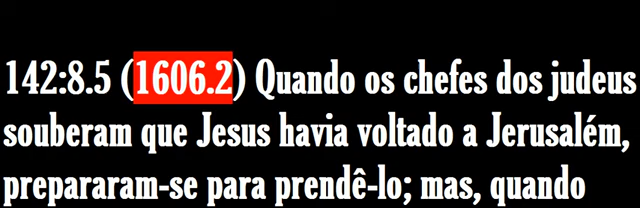 142:8.5 (1606.2) Quando os chefes dos judeus
souberam que Jesus havia voltado a Jerusalém,
prepararam-se para prendê-lo; mas, quando